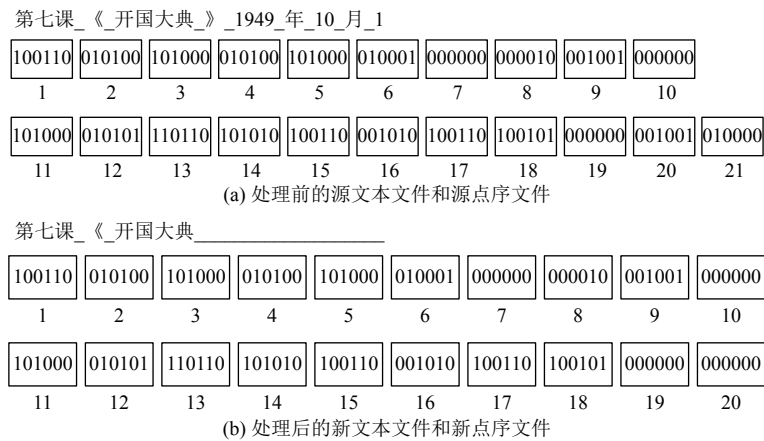 第七课_《_开国大典_》_1949_年_10_月_1
100110 010100 101000 010100 101000 010001 000000 000010 001001 000000
1 2 3 4 5 6 7 8 9 10
101000 010101 110110 101010 100110 001010 100110 100101 000000 001001 010000
11 12 13 14 15 16 17 18 19 20 21
(a) 处理前的源文本文件和源点序文件
第七课_《_开国大典___________________
100110 010100 101000 010100 101000 010001 000000 000010 001001 000000
1 2 3 4 5 6 7 8 9 10
101000 010101 110110 101010 100110 001010 100110 100101 000000 000000
11 12 13 14 15 16 17 18 19 20
(b) 处理后的新文本文件和新点序文件